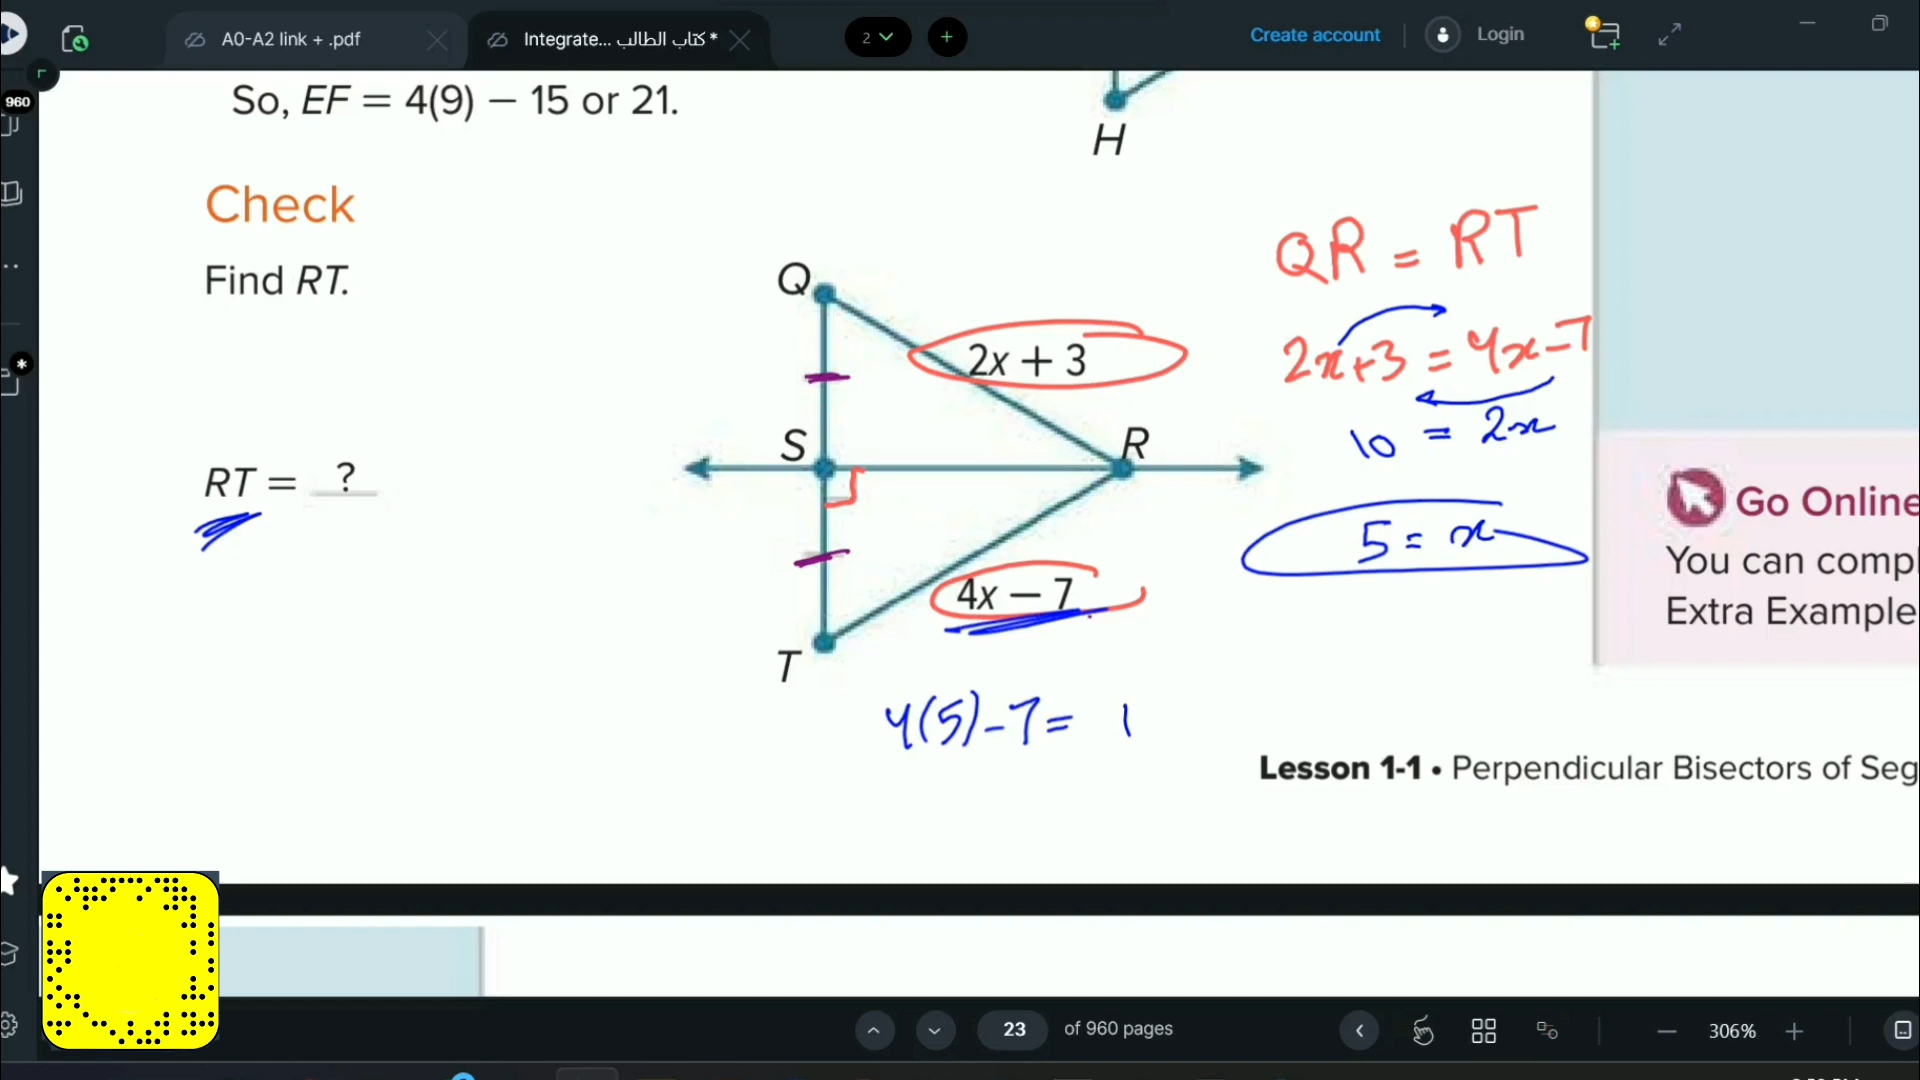 A0-A2 link + .pdf
Integrate... كتاب الطالب *
2
Create account
Login
960
So, EF = 4(9) − 15 or 21.
H
Check
Find RT.
QR = RT
Q
2x + 3
2x+3 = 4x-7
10 = 2x
S
R
RT = ?
5 = x
Go Online
You can compl
Extra Example
4x − 7
T
4(5)-7= 1
Lesson 1-1 • Perpendicular Bisectors of Seg
23 of 960 pages
306%